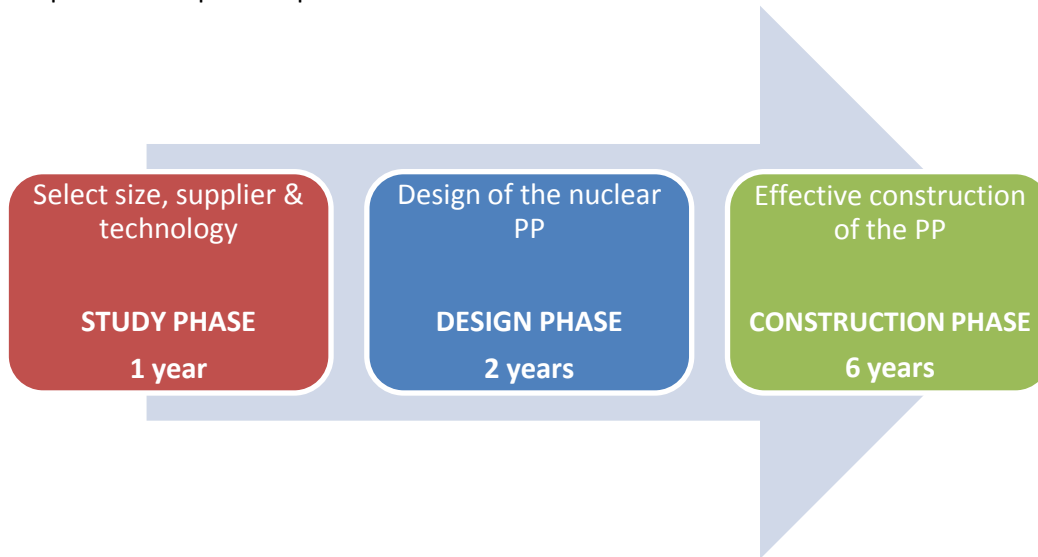 Select size, supplier &
technology
STUDY PHASE
1 year
Design of the nuclear
PP
DESIGN PHASE
2 years
Effective construction
of the PP
CONSTRUCTION PHASE
6 years